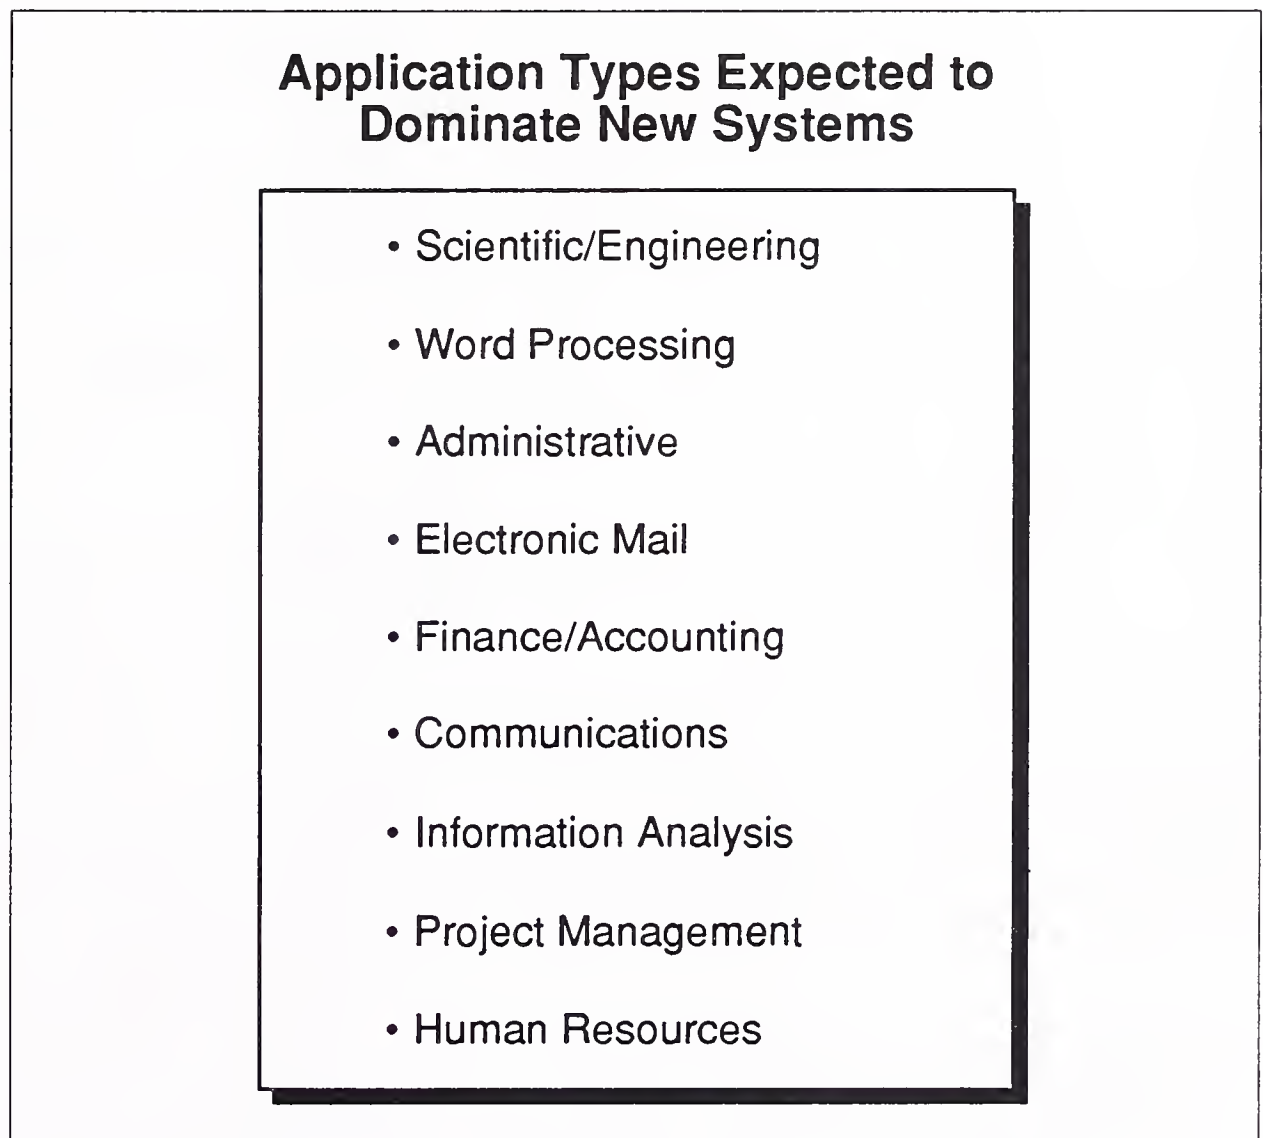 Application Types Expected to
Dominate New Systems
• Scientific/Engineering
• Word Processing
• Administrative
• Electronic Mail
• Finance/Accounting
• Communications
• Information Analysis
• Project Management
• Human Resources